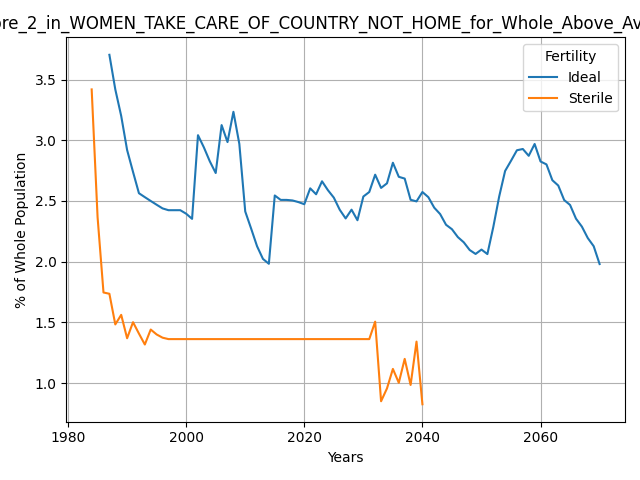 re_2_in_WOMEN_TAKE_CARE_OF_COUNTRY_NOT_HOME_for_Whole_Above_Av
Fertility
Ideal
Sterile
% of Whole Population
3.5
3.0
2.5
2.0
1.5
1.0
1980
2000
2020
2040
2060
Years